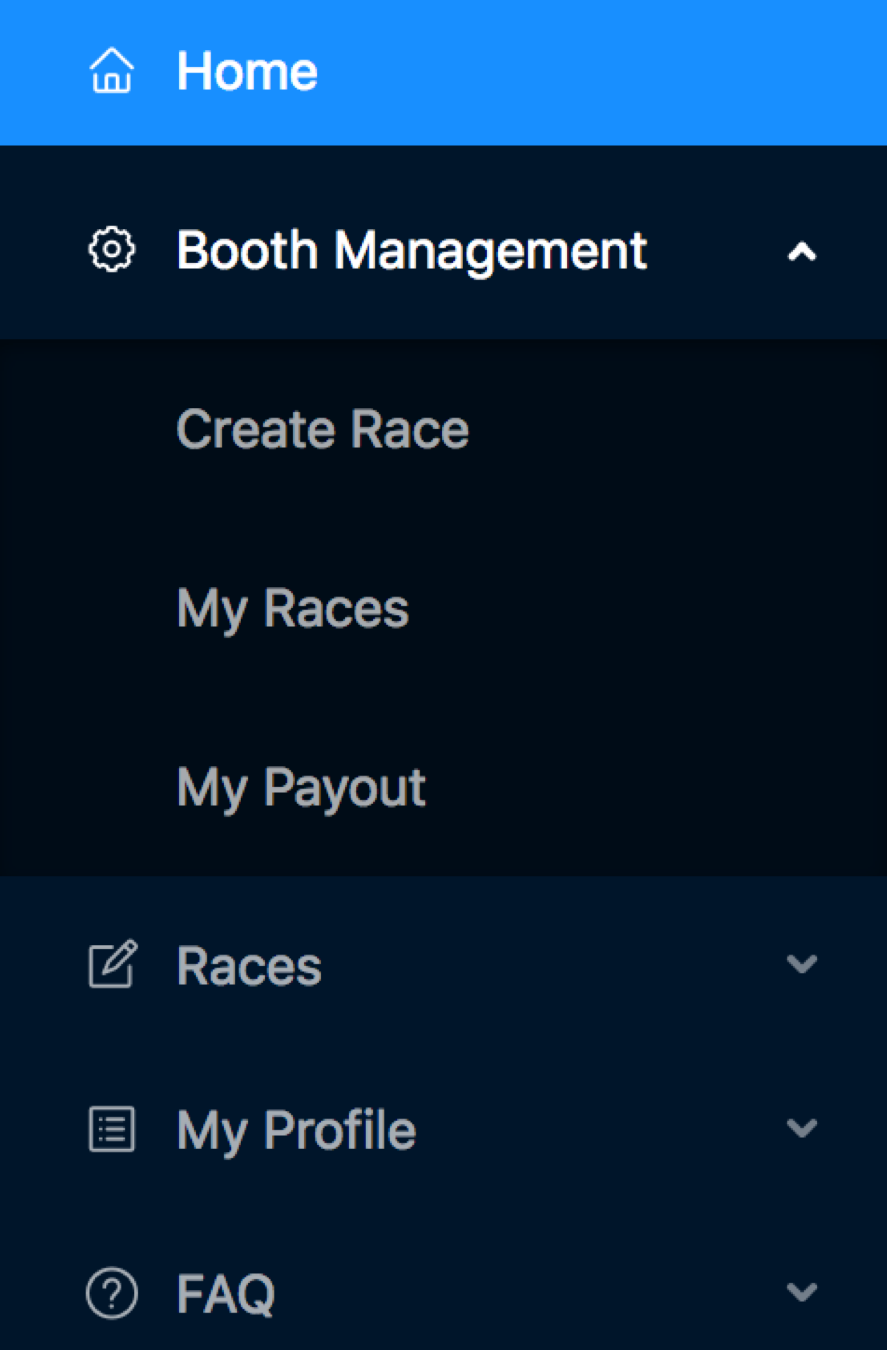 Home
Booth Management
Create Race
My Races
My Payout
Races
My Profile
FAQ